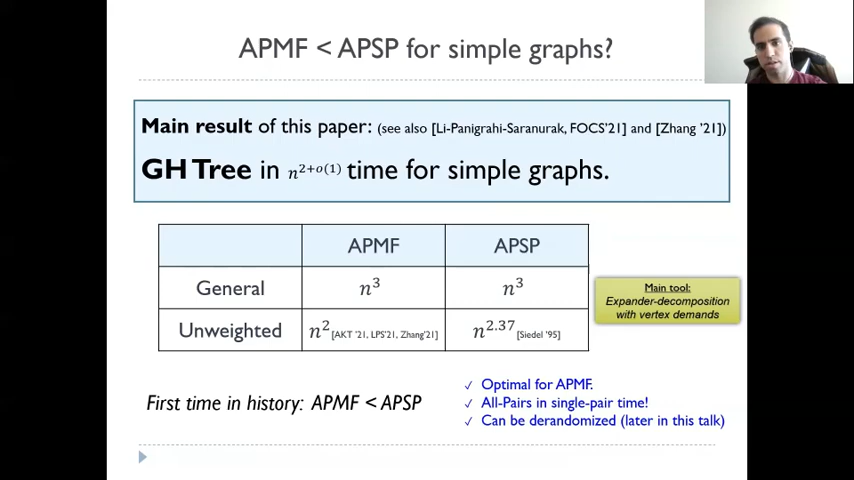 APMF < APSP for simple graphs?
Main result of this paper: (see also [Li-Panigrahi-Saranurak, FOCS'21] and [Zhang '21])
GH Tree in n^{2+o(1)} time for simple graphs.
APMF APSP
General n^3 n^3
Unweighted n^2 [AKT '21, LPS'21, Zhang'21] n^{2.37} [Siedel '95]
Main tool:
Expander-decomposition
with vertex demands
First time in history: APMF < APSP
✓ Optimal for APMF.
✓ All-Pairs in single-pair time!
✓ Can be derandomized (later in this talk)